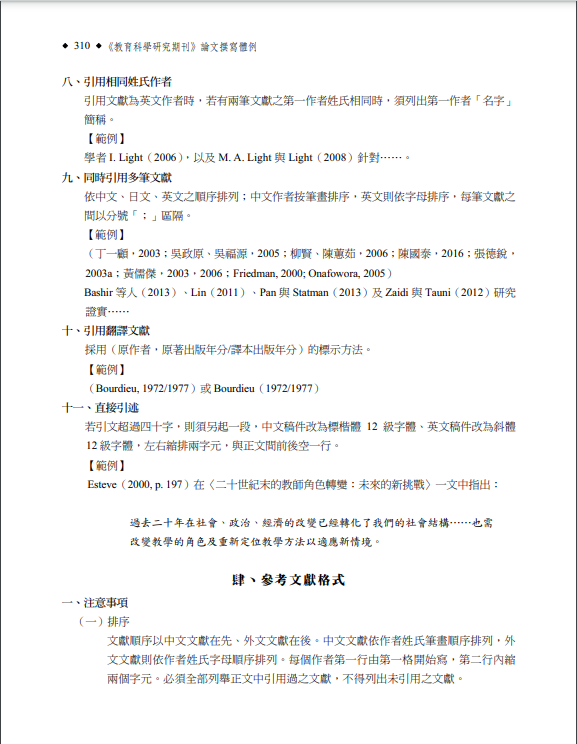 ◆ 310 ◆《教育科學研究期刊》論文撰寫體例
八、引用相同姓氏作者
引用文獻為英文作者時，若有兩筆文獻之第一作者姓氏相同時，須列出第一作者「名字」
簡稱。
【範例】
學者 I. Light（2006），以及 M. A. Light 與 Light（2008）針對……。
九、同時引用多筆文獻
依中文、日文、英文之順序排列；中文作者按筆畫排序，英文則依字母排序，每筆文獻之
間以分號「；」區隔。
【範例】
（丁一顧，2003；吳政原、吳福源，2005；柳賢、陳蕙茹，2006；陳國泰，2016；張德銳，
2003a；黃儒傑，2003，2006；Friedman, 2000; Onafowora, 2005）
Bashir 等人（2013）、Lin（2011）、Pan 與 Statman（2013）及 Zaidi 與 Tauni（2012）研究
證實……
十、引用翻譯文獻
採用（原作者，原著出版年分/譯本出版年分）的標示方法。
【範例】
（Bourdieu, 1972/1977）或 Bourdieu（1972/1977）
十一、直接引述
若引文超過四十字，則須另起一段，中文稿件改為標楷體 12 級字體、英文稿件改為斜體
12 級字體，左右縮排兩字元，與正文間前後空一行。
【範例】
Esteve（2000, p. 197）在〈二十世紀末的教師角色轉變：未來的新挑戰〉一文中指出：
過去二十年在社會、政治、經濟的改變已經轉化了我們的社會結構……也需
改變教學的角色及重新定位教學方法以適應新情境。
肆、參考文獻格式
一、注意事項
（一）排序
文獻順序以中文文獻在先、外文文獻在後。中文文獻依作者姓氏筆畫順序排列，外
文文獻則依作者姓氏字母順序排列。每個作者第一行由第一格開始寫，第二行內縮
兩個字元。必須全部列舉正文中引用過之文獻，不得列出未引用之文獻。